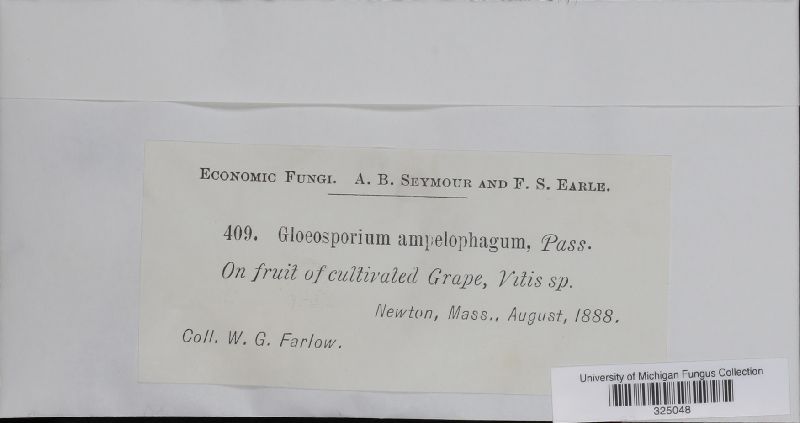 Economic Fungi. A. B. Seymour and F. S. Earle.
409. Gloeosporium ampelophagum, Pass.
On fruit of cultivated Grape, Vitis sp.
Newton, Mass., August, 1888.
Coll. W. G. Farlow.
University of Michigan Fungus Collection
325048